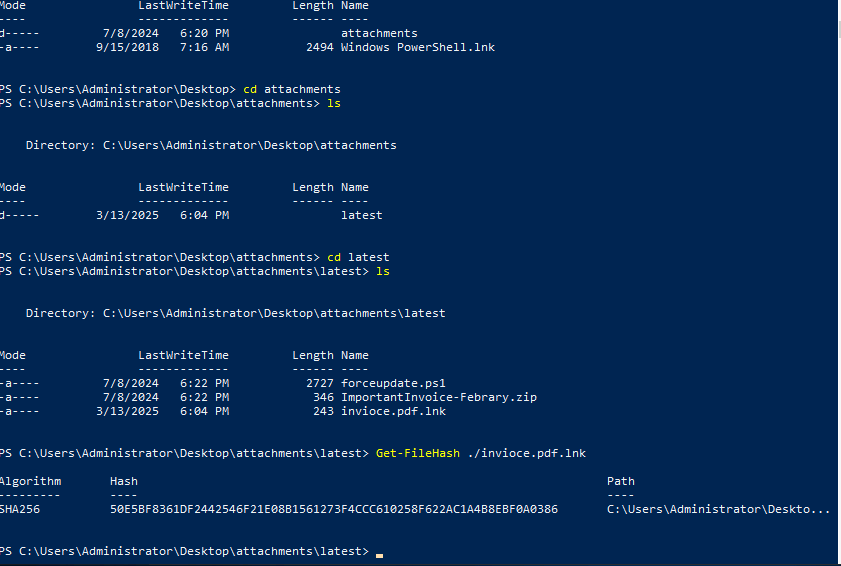 Mode                LastWriteTime         Length Name
----                -------------         ------ ----
d-----         7/8/2024   6:20 PM                attachments
-a----        9/15/2018   7:16 AM           2494 Windows PowerShell.lnk
PS C:\Users\Administrator\Desktop> cd attachments
PS C:\Users\Administrator\Desktop\attachments> ls
    Directory: C:\Users\Administrator\Desktop\attachments
Mode                LastWriteTime         Length Name
----                -------------         ------ ----
d-----        3/13/2025   6:04 PM                latest
PS C:\Users\Administrator\Desktop\attachments> cd latest
PS C:\Users\Administrator\Desktop\attachments\latest> ls
    Directory: C:\Users\Administrator\Desktop\attachments\latest
Mode                LastWriteTime         Length Name
----                -------------         ------ ----
-a----         7/8/2024   6:22 PM           2727 forceupdate.ps1
-a----         7/8/2024   6:22 PM            346 ImportantInvoice-Febrary.zip
-a----        3/13/2025   6:04 PM            243 invioce.pdf.lnk
PS C:\Users\Administrator\Desktop\attachments\latest> Get-FileHash ./invioce.pdf.lnk
Algorithm       Hash                                                                   Path
---------       ----                                                                   ----
SHA256          50E5BF8361DF2442546F21E08B1561273F4CCC610258F622AC1A4B8EBF0A0386       C:\Users\Administrator\Deskto...
PS C:\Users\Administrator\Desktop\attachments\latest>